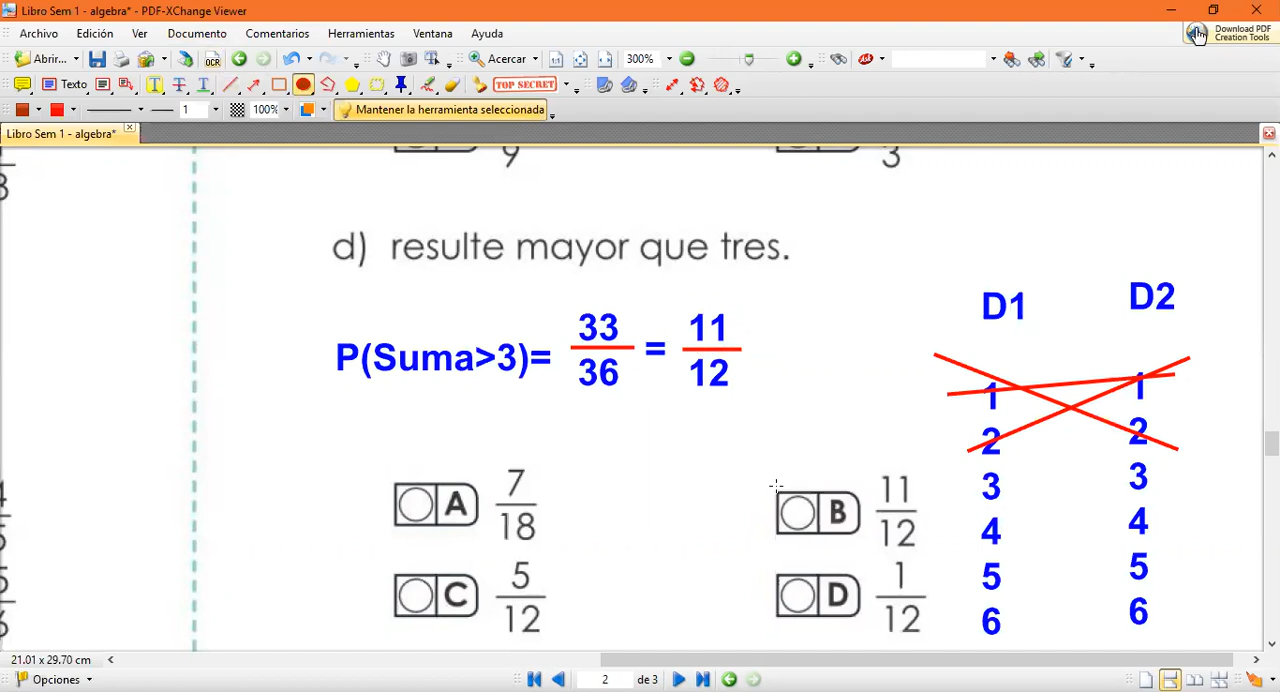 Libro Sem 1 - algebra* - PDF-XChange Viewer
Archivo Edición Ver Documento Comentarios Herramientas Ventana Ayuda
Download PDF
Creation Tools
Abrir... OCR Acercar 300%
Texto TOP SECRET
1 100% Mantener la herramienta seleccionada
Libro Sem 1 - algebra*
9 3
d) resulte mayor que tres.
D1 D2
P(Suma>3)= 33/36 = 11/12
1 1
2 2
3 3
4 4
5 5
6 6
A 7/18
B 11/12
C 5/12
D 1/12
21.01 x 29.70 cm
Opciones 2 de 3